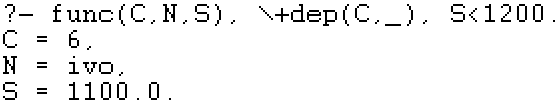 ?- func(C,N,S), \+dep(C,_), S<1200.
C = 6,
N = ivo,
S = 1100.0.